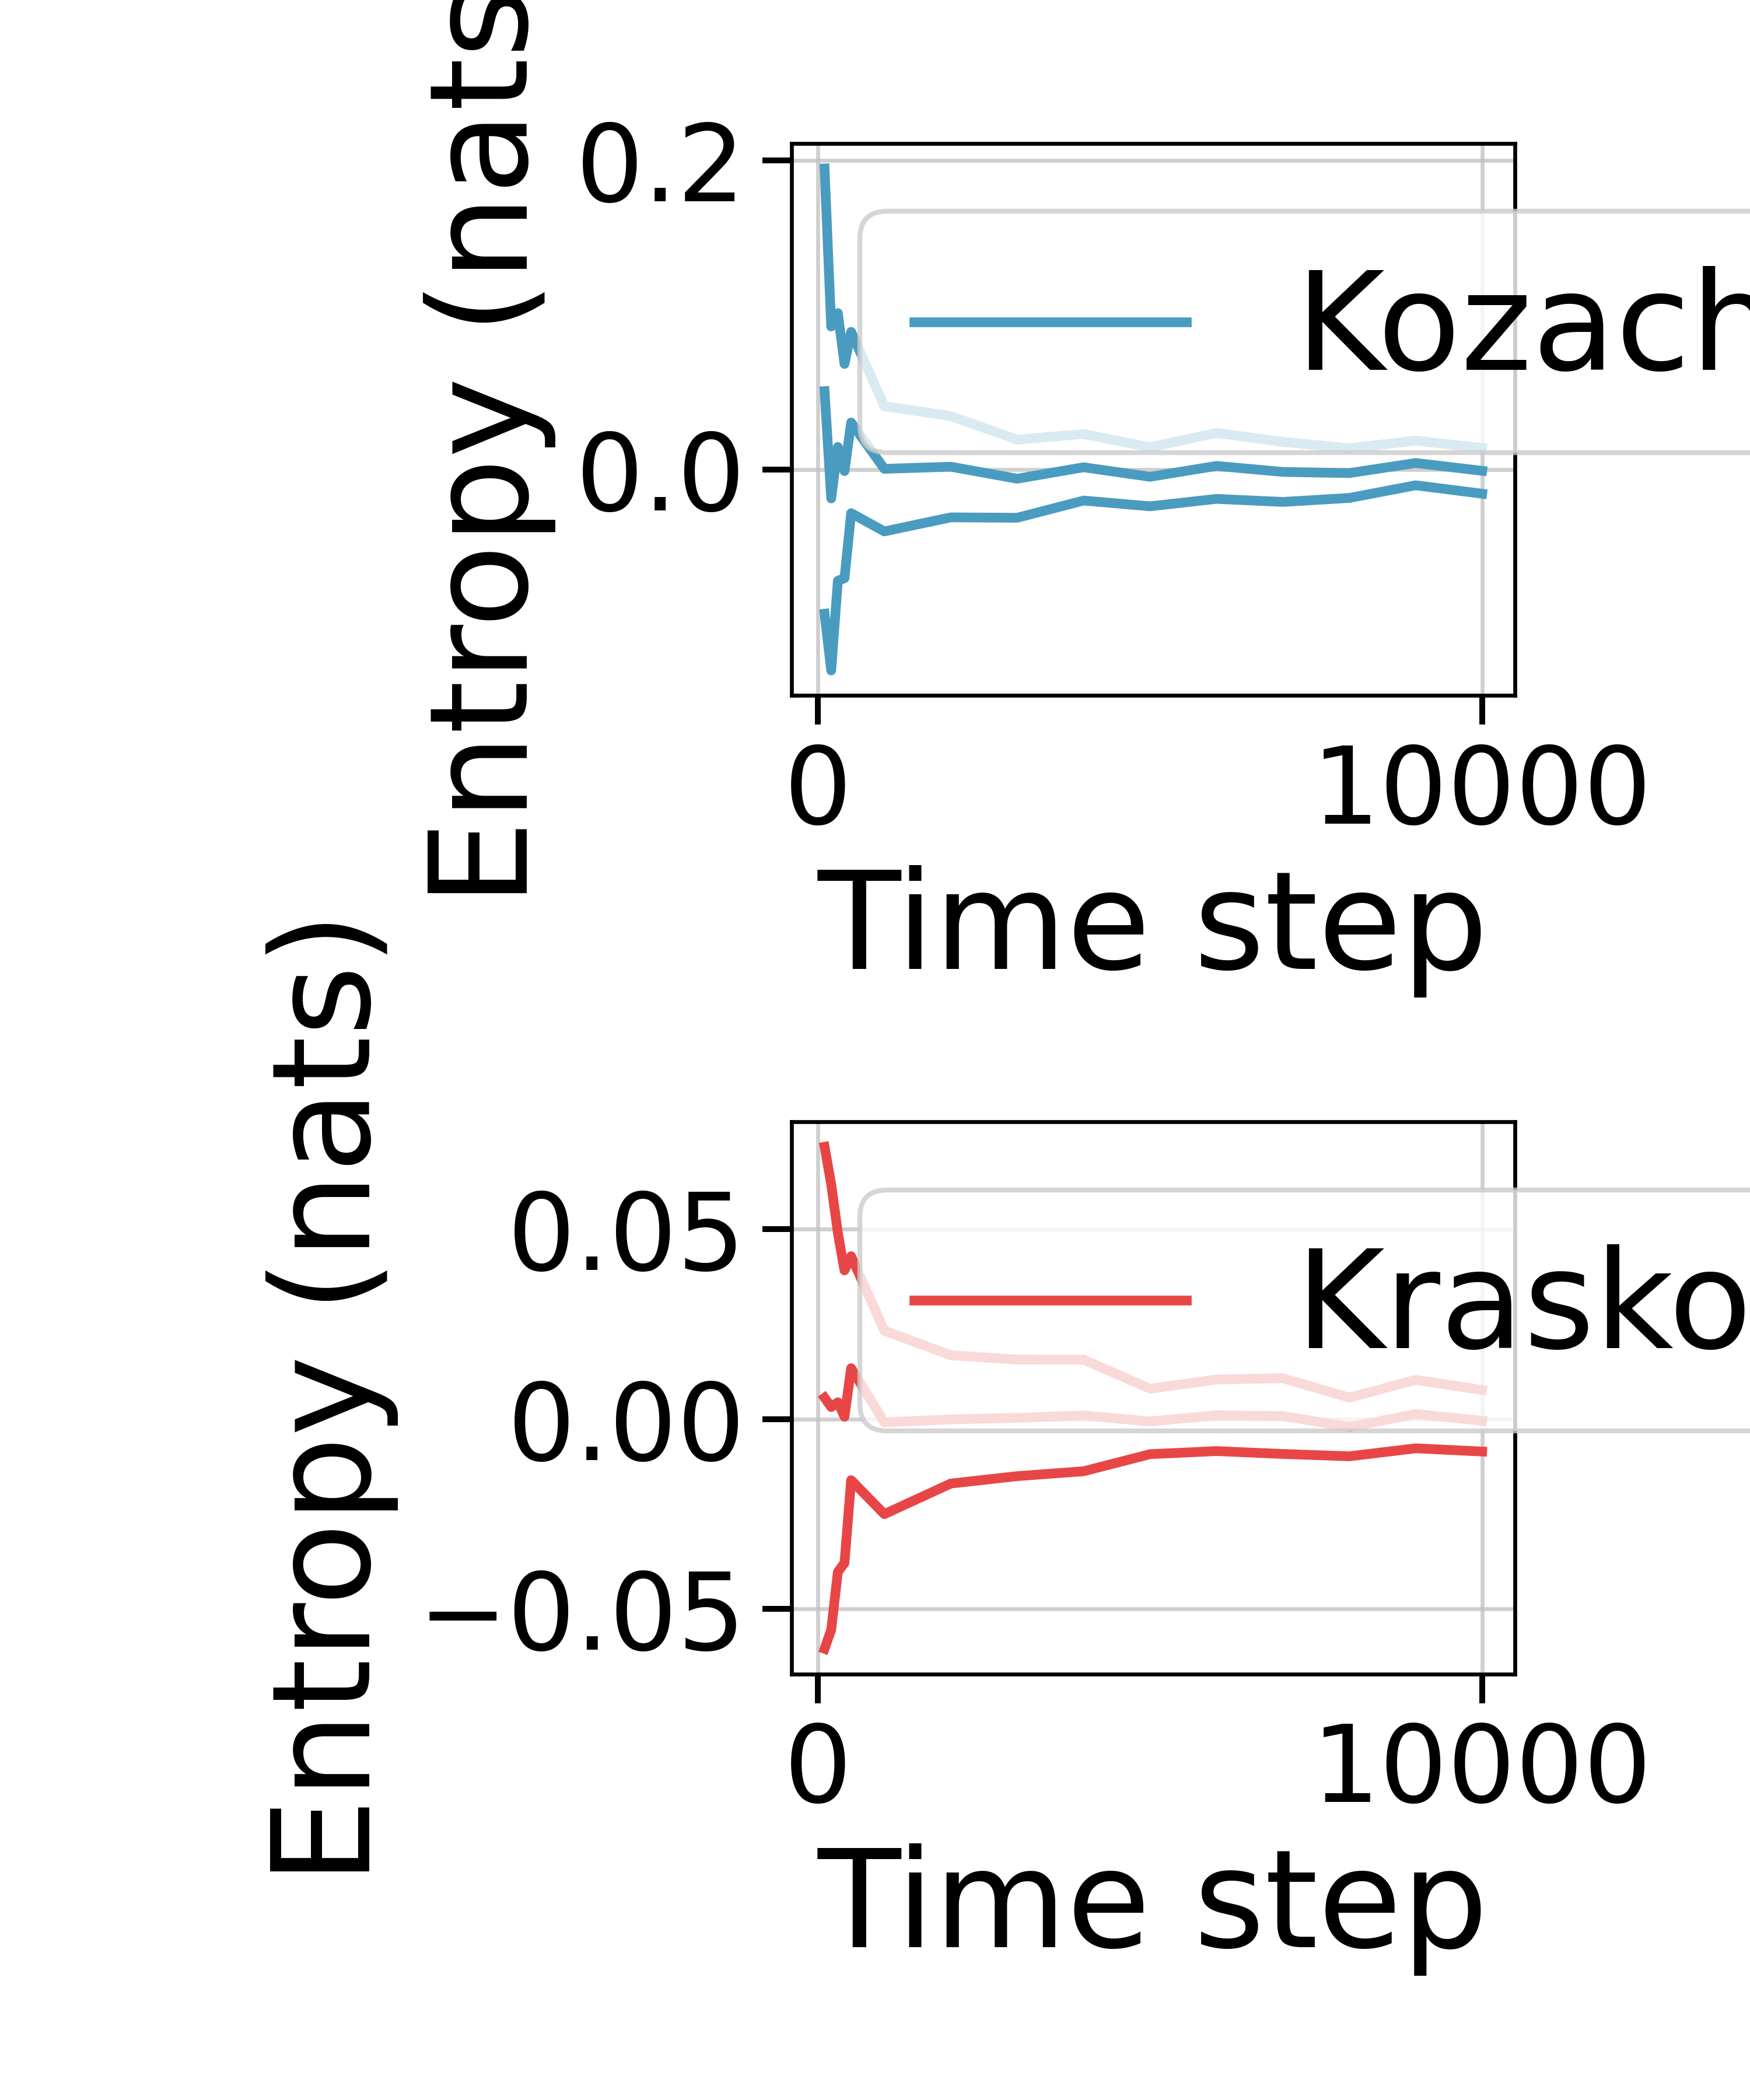 Entropy (nats
0.2
0.0
Kozach
0
10000
Time step
Entropy (nats)
0.05
0.00
−0.05
Krasko
0
10000
Time step